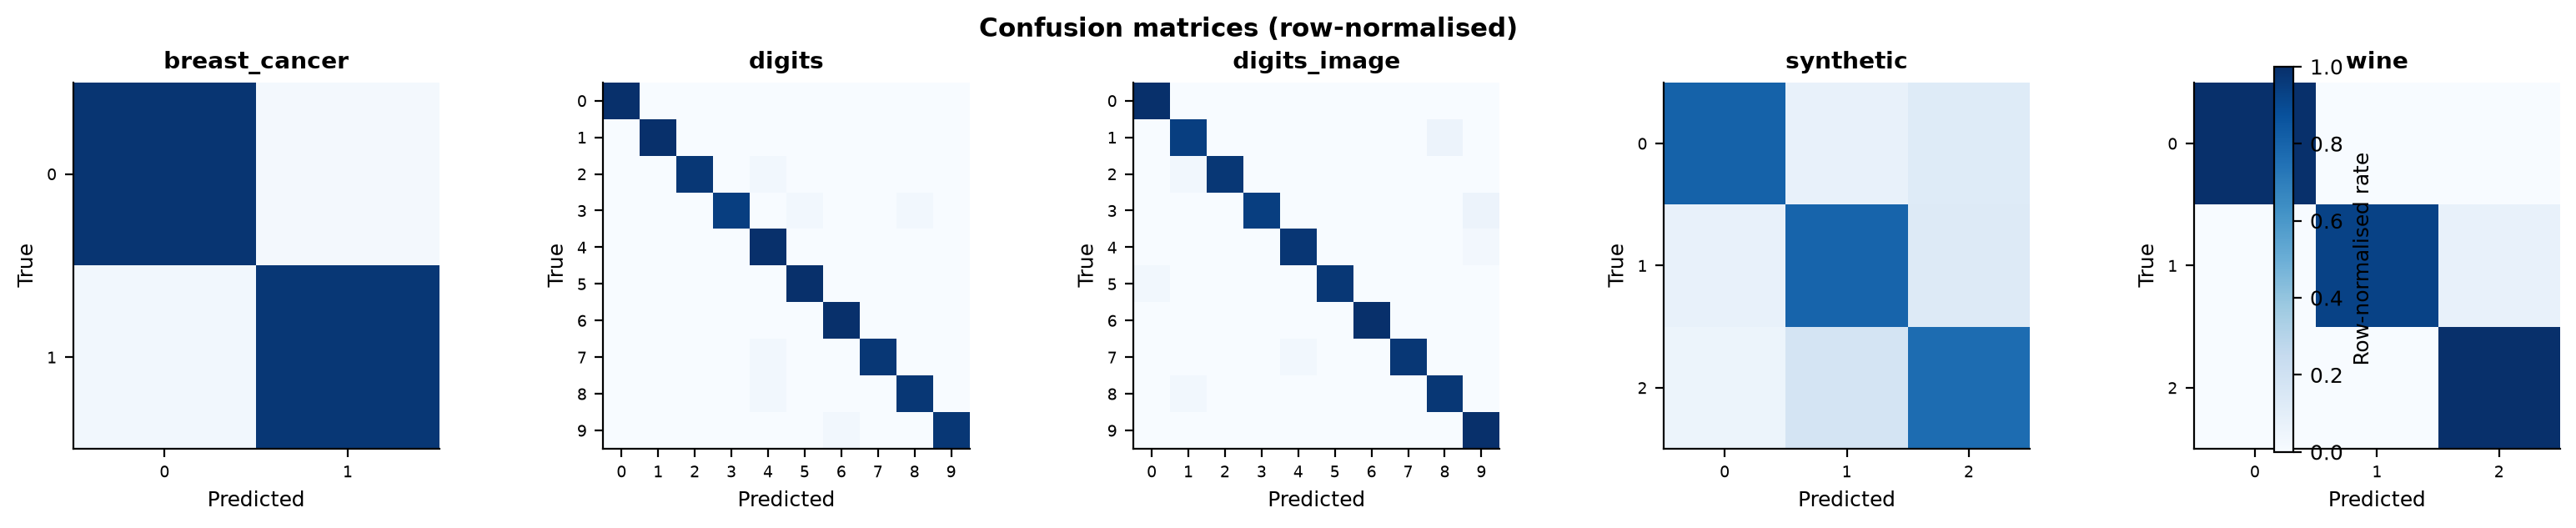 Confusion matrices (row-normalised)
breast_cancer
0
1
True
0 1
Predicted
digits
0
1
2
3
4
5
6
7
8
9
True
0 1 2 3 4 5 6 7 8 9
Predicted
digits_image
0
1
2
3
4
5
6
7
8
9
True
0 1 2 3 4 5 6 7 8 9
Predicted
synthetic
0
1
2
True
0 1 2
Predicted
wine
0
1
2
True
0 1 2
Predicted
1.0
0.8
0.6
0.4
0.2
0.0
Row-normalised rate